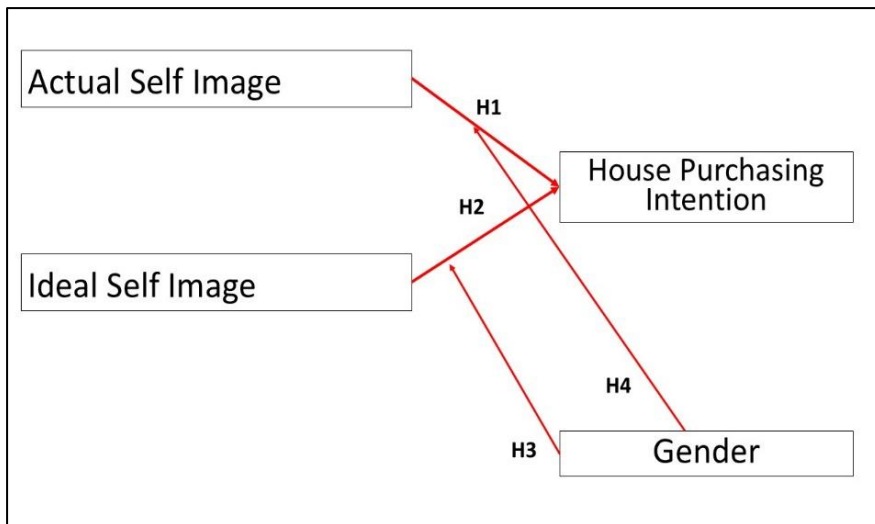 Actual Self Image
H1
House Purchasing
Intention
H2
Ideal Self Image
H4
H3
Gender